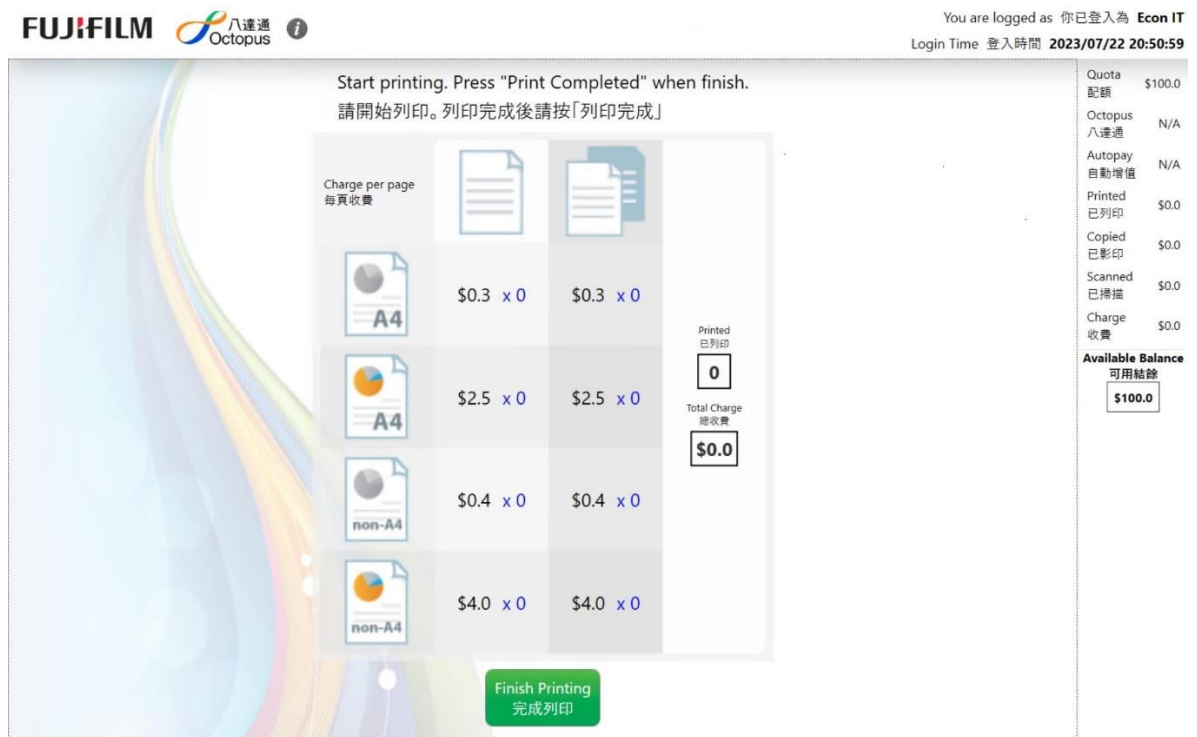 FUJIFILM
八達通
Octopus
i
You are logged as 你已登入為 Econ IT
Login Time 登入時間 2023/07/22 20:50:59
Start printing. Press "Print Completed" when finish.
請開始列印。列印完成後請按「列印完成」
Charge per page
每頁收費
A4
$0.3 x 0
$0.3 x 0
A4
$2.5 x 0
$2.5 x 0
non-A4
$0.4 x 0
$0.4 x 0
non-A4
$4.0 x 0
$4.0 x 0
Printed
已列印
0
Total Charge
總收費
$0.0
Finish Printing
完成列印
Quota
配額
$100.0
Octopus
八達通
N/A
Autopay
自動增值
N/A
Printed
已列印
$0.0
Copied
已影印
$0.0
Scanned
已掃描
$0.0
Charge
收費
$0.0
Available Balance
可用結餘
$100.0